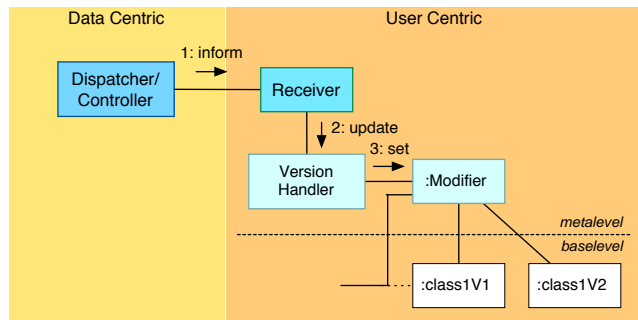 Data Centric
User Centric
1: inform
Dispatcher/
Controller
Receiver
2: update
3: set
Version
Handler
:Modifier
metalevel
baselevel
:class1V1
:class1V2